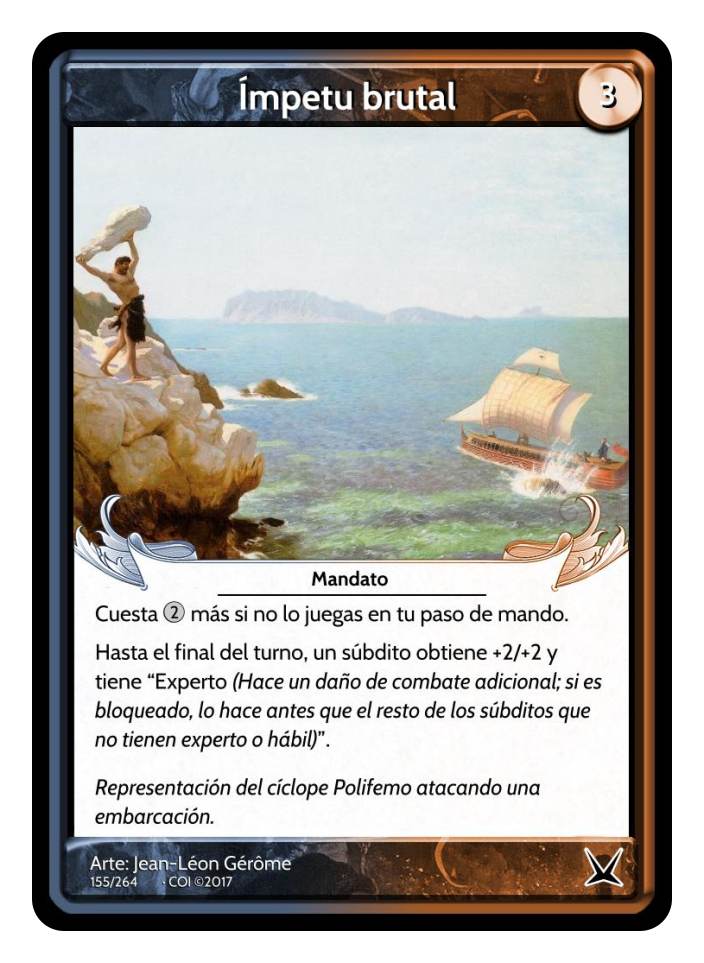 Ímpetu brutal
3
Mandato
Cuesta 2 más si no lo juegas en tu paso de mando.
Hasta el final del turno, un súbdito obtiene +2/+2 y
tiene “Experto (Hace un daño de combate adicional; si es
bloqueado, lo hace antes que el resto de los súbditos que
no tienen experto o hábil)”.
Representación del cíclope Polifemo atacando una
embarcación.
Arte: Jean-Léon Gérôme
155/264 · COI ©2017